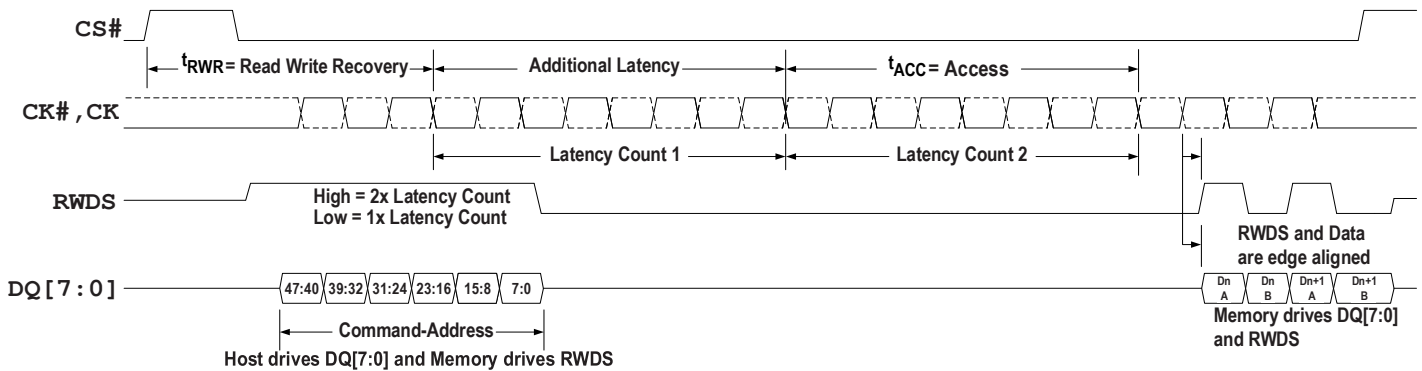 CS#
tRWR= Read Write Recovery
Additional Latency
tACC= Access
CK#,CK
Latency Count 1
Latency Count 2
RWDS
High = 2x Latency Count
Low = 1x Latency Count
RWDS and Data
are edge aligned
DQ[7:0]
47:40 39:32 31:24 23:16 15:8 7:0
Dn A
Dn B
Dn+1 A
Dn+1 B
Command-Address
Memory drives DQ[7:0]
and RWDS
Host drives DQ[7:0] and Memory drives RWDS